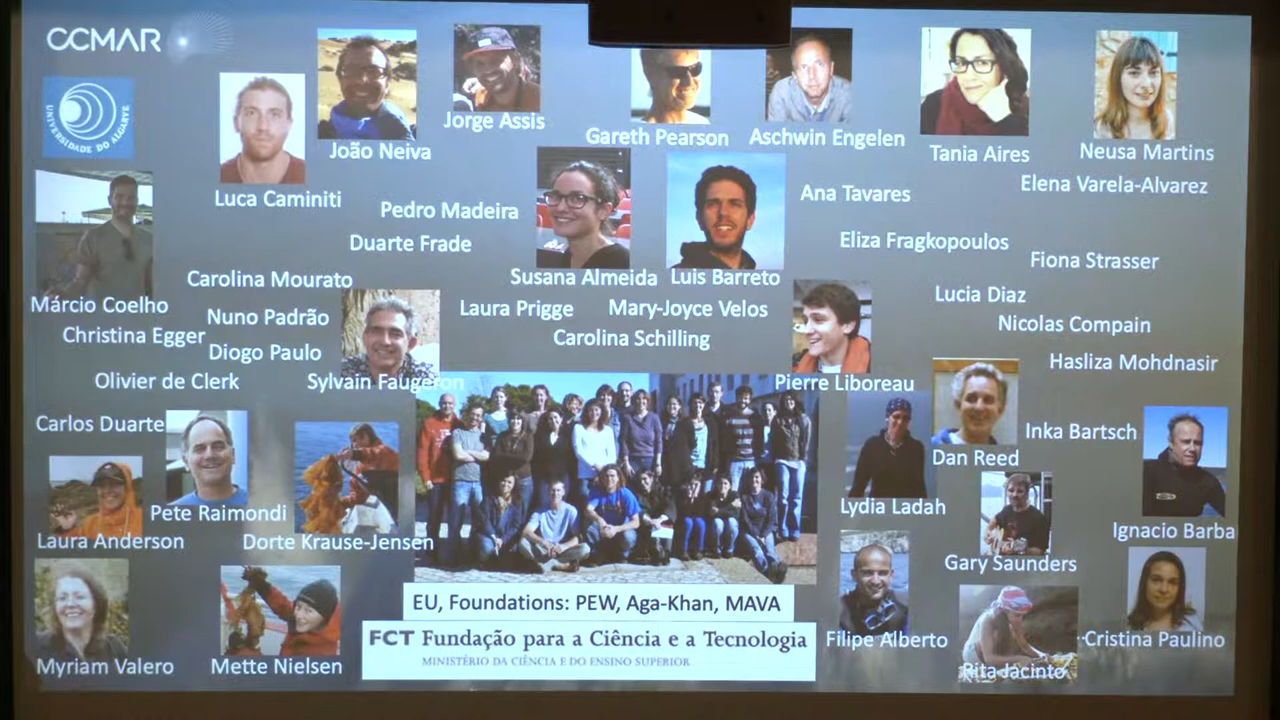 CCMAR
UNIVERSIDADE DO ALGARVE
Jorge Assis
Gareth Pearson
Aschwin Engelen
João Neiva
Tania Aires
Neusa Martins
Luca Caminiti
Pedro Madeira
Ana Tavares
Elena Varela-Alvarez
Duarte Frade
Eliza Fragkopoulos
Fiona Strasser
Carolina Mourato
Susana Almeida
Luis Barreto
Márcio Coelho
Nuno Padrão
Laura Prigge
Mary-Joyce Velos
Lucia Diaz
Christina Egger
Diogo Paulo
Carolina Schilling
Nicolas Compain
Hasliza Mohdnasir
Olivier de Clerk
Sylvain Faugeron
Pierre Liboreau
Carlos Duarte
Inka Bartsch
Dan Reed
Pete Raimondi
Lydia Ladah
Ignacio Barba
Laura Anderson
Dorte Krause-Jensen
Gary Saunders
EU, Foundations: PEW, Aga-Khan, MAVA
FCT Fundação para a Ciência e a Tecnologia
MINISTÉRIO DA CIÊNCIA E DO ENSINO SUPERIOR
Filipe Alberto
Cristina Paulino
Myriam Valero
Mette Nielsen
Rita Jacinto